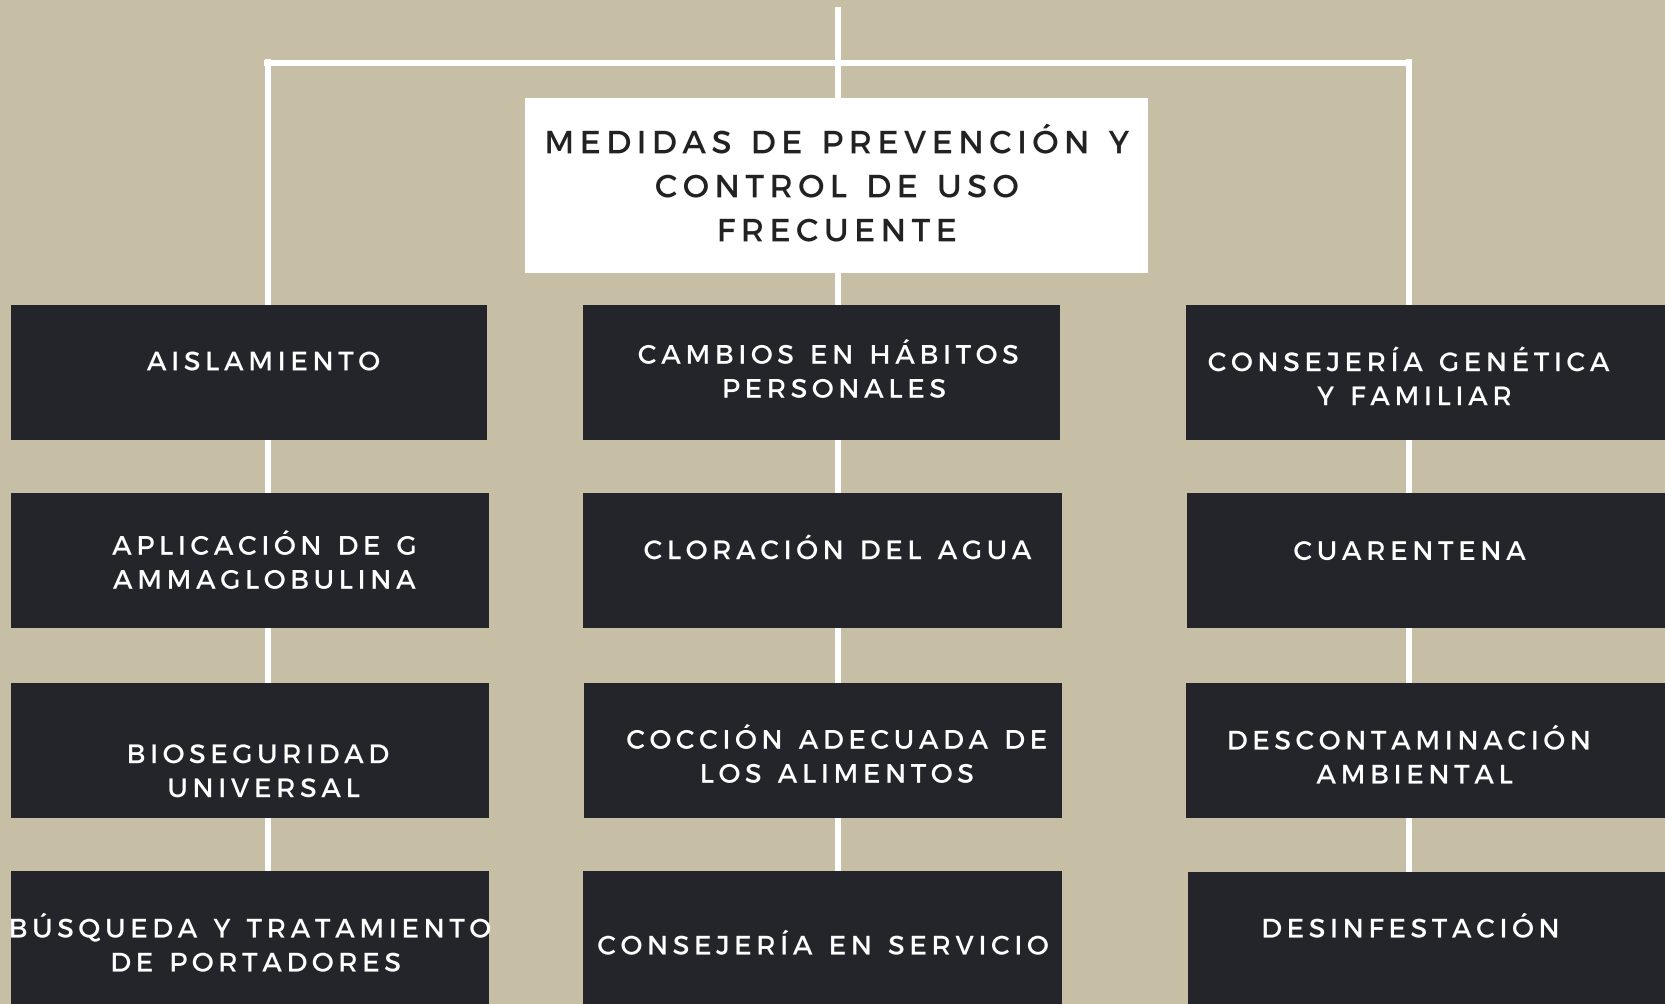 MEDIDAS DE PREVENCIÓN Y
CONTROL DE USO
FRECUENTE
AISLAMIENTO
CAMBIOS EN HÁBITOS
PERSONALES
CONSEJERÍA GENÉTICA
Y FAMILIAR
APLICACIÓN DE G
AMMAGLOBULINA
CLORACIÓN DEL AGUA
CUARENTENA
BIOSEGURIDAD
UNIVERSAL
COCCIÓN ADECUADA DE
LOS ALIMENTOS
DESCONTAMINACIÓN
AMBIENTAL
BÚSQUEDA Y TRATAMIENTO
DE PORTADORES
CONSEJERÍA EN SERVICIO
DESINFESTACIÓN